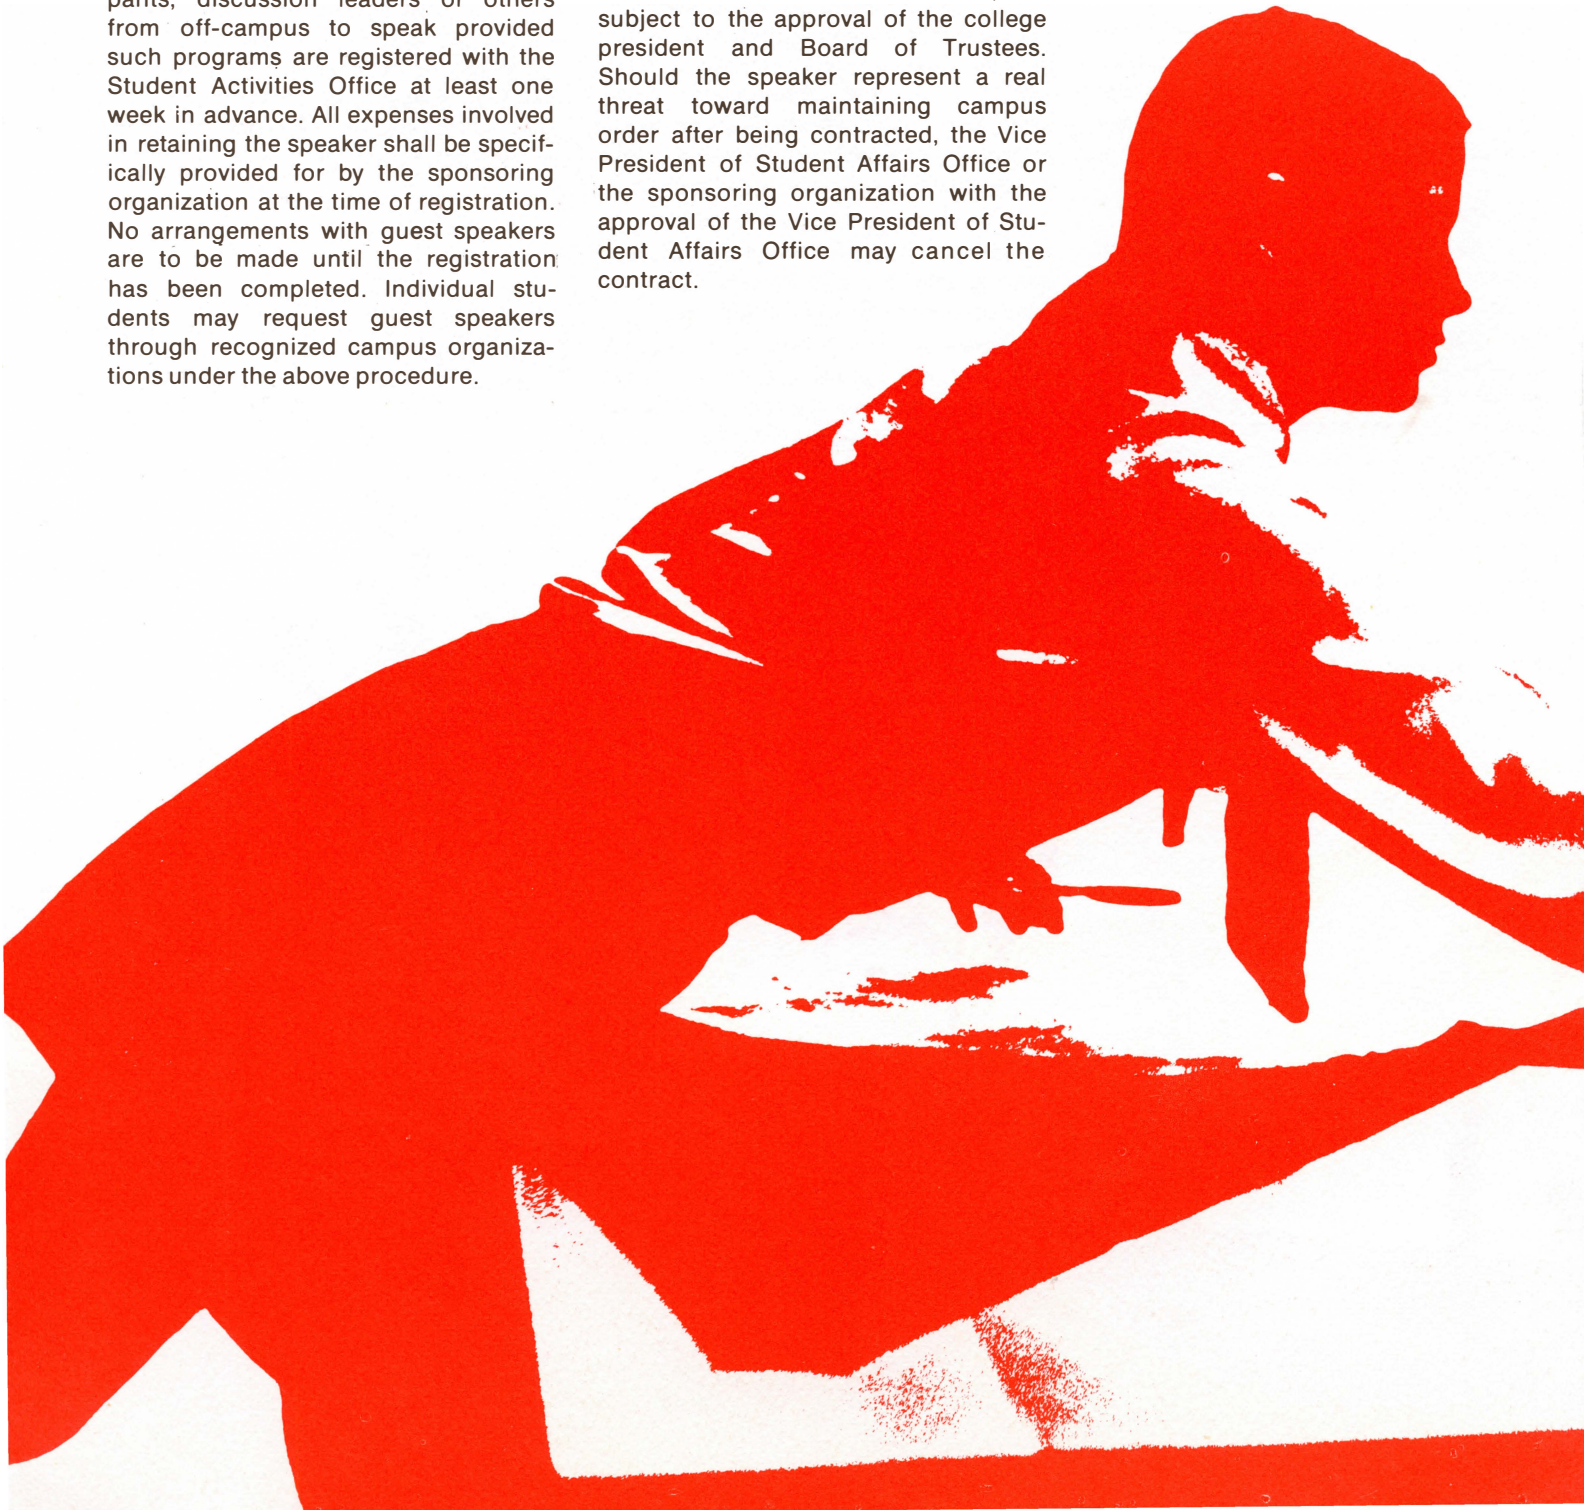 pants, discussion leaders or others
from off-campus to speak provided
such programs are registered with the
Student Activities Office at least one
week in advance. All expenses involved
in retaining the speaker shall be specif-
ically provided for by the sponsoring
organization at the time of registration.
No arrangements with guest speakers
are to be made until the registration
has been completed. Individual stu-
dents may request guest speakers
through recognized campus organiza-
tions under the above procedure.
subject to the approval of the college
president and Board of Trustees.
Should the speaker represent a real
threat toward maintaining campus
order after being contracted, the Vice
President of Student Affairs Office or
the sponsoring organization with the
approval of the Vice President of Stu-
dent Affairs Office may cancel the
contract.